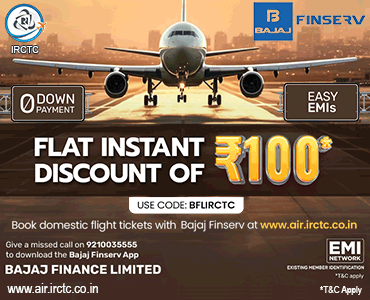 IRCTC
B
BAJAJ
FINSERV
0 DOWN
PAYMENT
EASY
EMIs
FLAT INSTANT
DISCOUNT OF
₹100*
USE CODE: BFLIRCTC
Book domestic flight tickets with Bajaj Finserv at www.air.irctc.co.in
Give a missed call on 9210035555
to download the Bajaj Finserv App
BAJAJ FINANCE LIMITED
www.air.irctc.co.in
EMI
NETWORK
EXISTING MEMBER IDENTIFICATION
*T&C apply
*T&C Apply